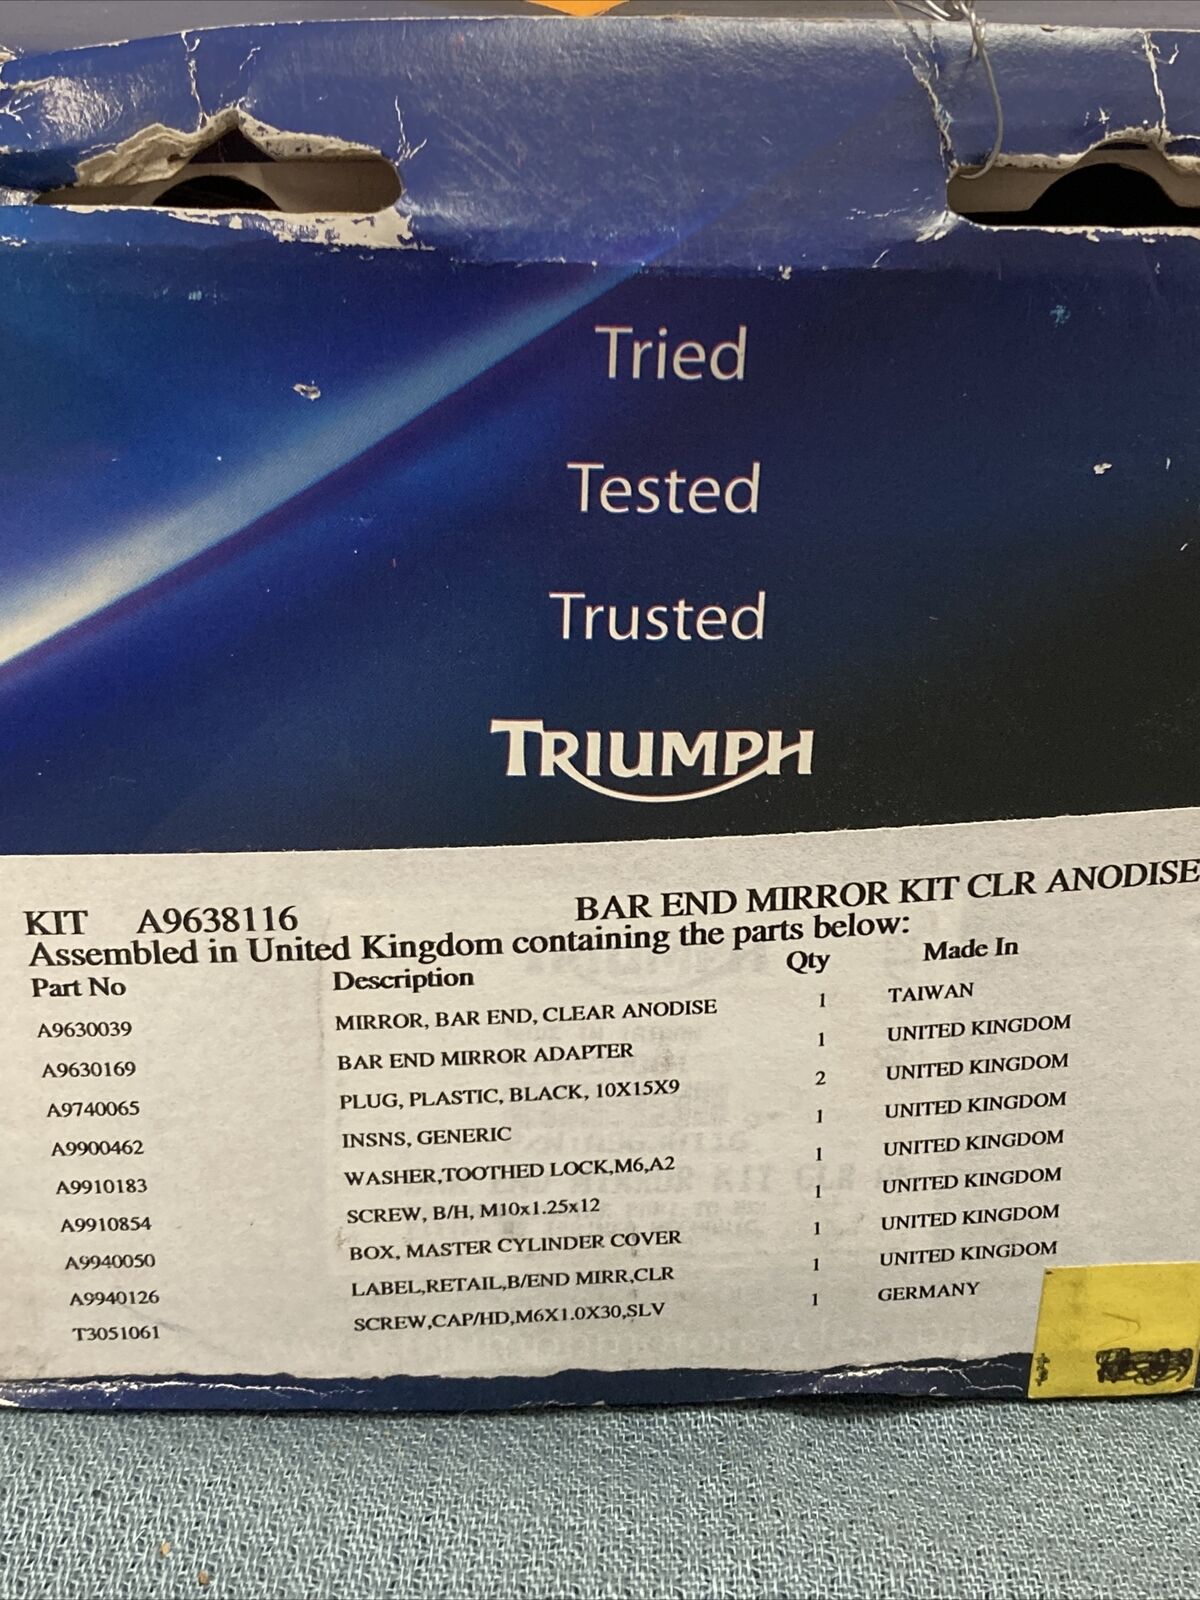 Tried
Tested
Trusted
TRIUMPH
KIT A9638116 BAR END MIRROR KIT CLR ANODISE
Assembled in United Kingdom containing the parts below:
Part No Description Qty Made In
A9630039 MIRROR, BAR END, CLEAR ANODISE 1 TAIWAN
A9630169 BAR END MIRROR ADAPTER 1 UNITED KINGDOM
A9740065 PLUG, PLASTIC, BLACK, 10X15X9 2 UNITED KINGDOM
A9900462 INSNS, GENERIC 1 UNITED KINGDOM
A9910183 WASHER,TOOTHED LOCK,M6,A2 1 UNITED KINGDOM
A9910854 SCREW, B/H, M10x1.25x12 1 UNITED KINGDOM
A9940050 BOX, MASTER CYLINDER COVER 1 UNITED KINGDOM
A9940126 LABEL,RETAIL,B/END MIRR,CLR 1 UNITED KINGDOM
T3051061 SCREW,CAP/HD,M6X1.0X30,SLV 1 GERMANY